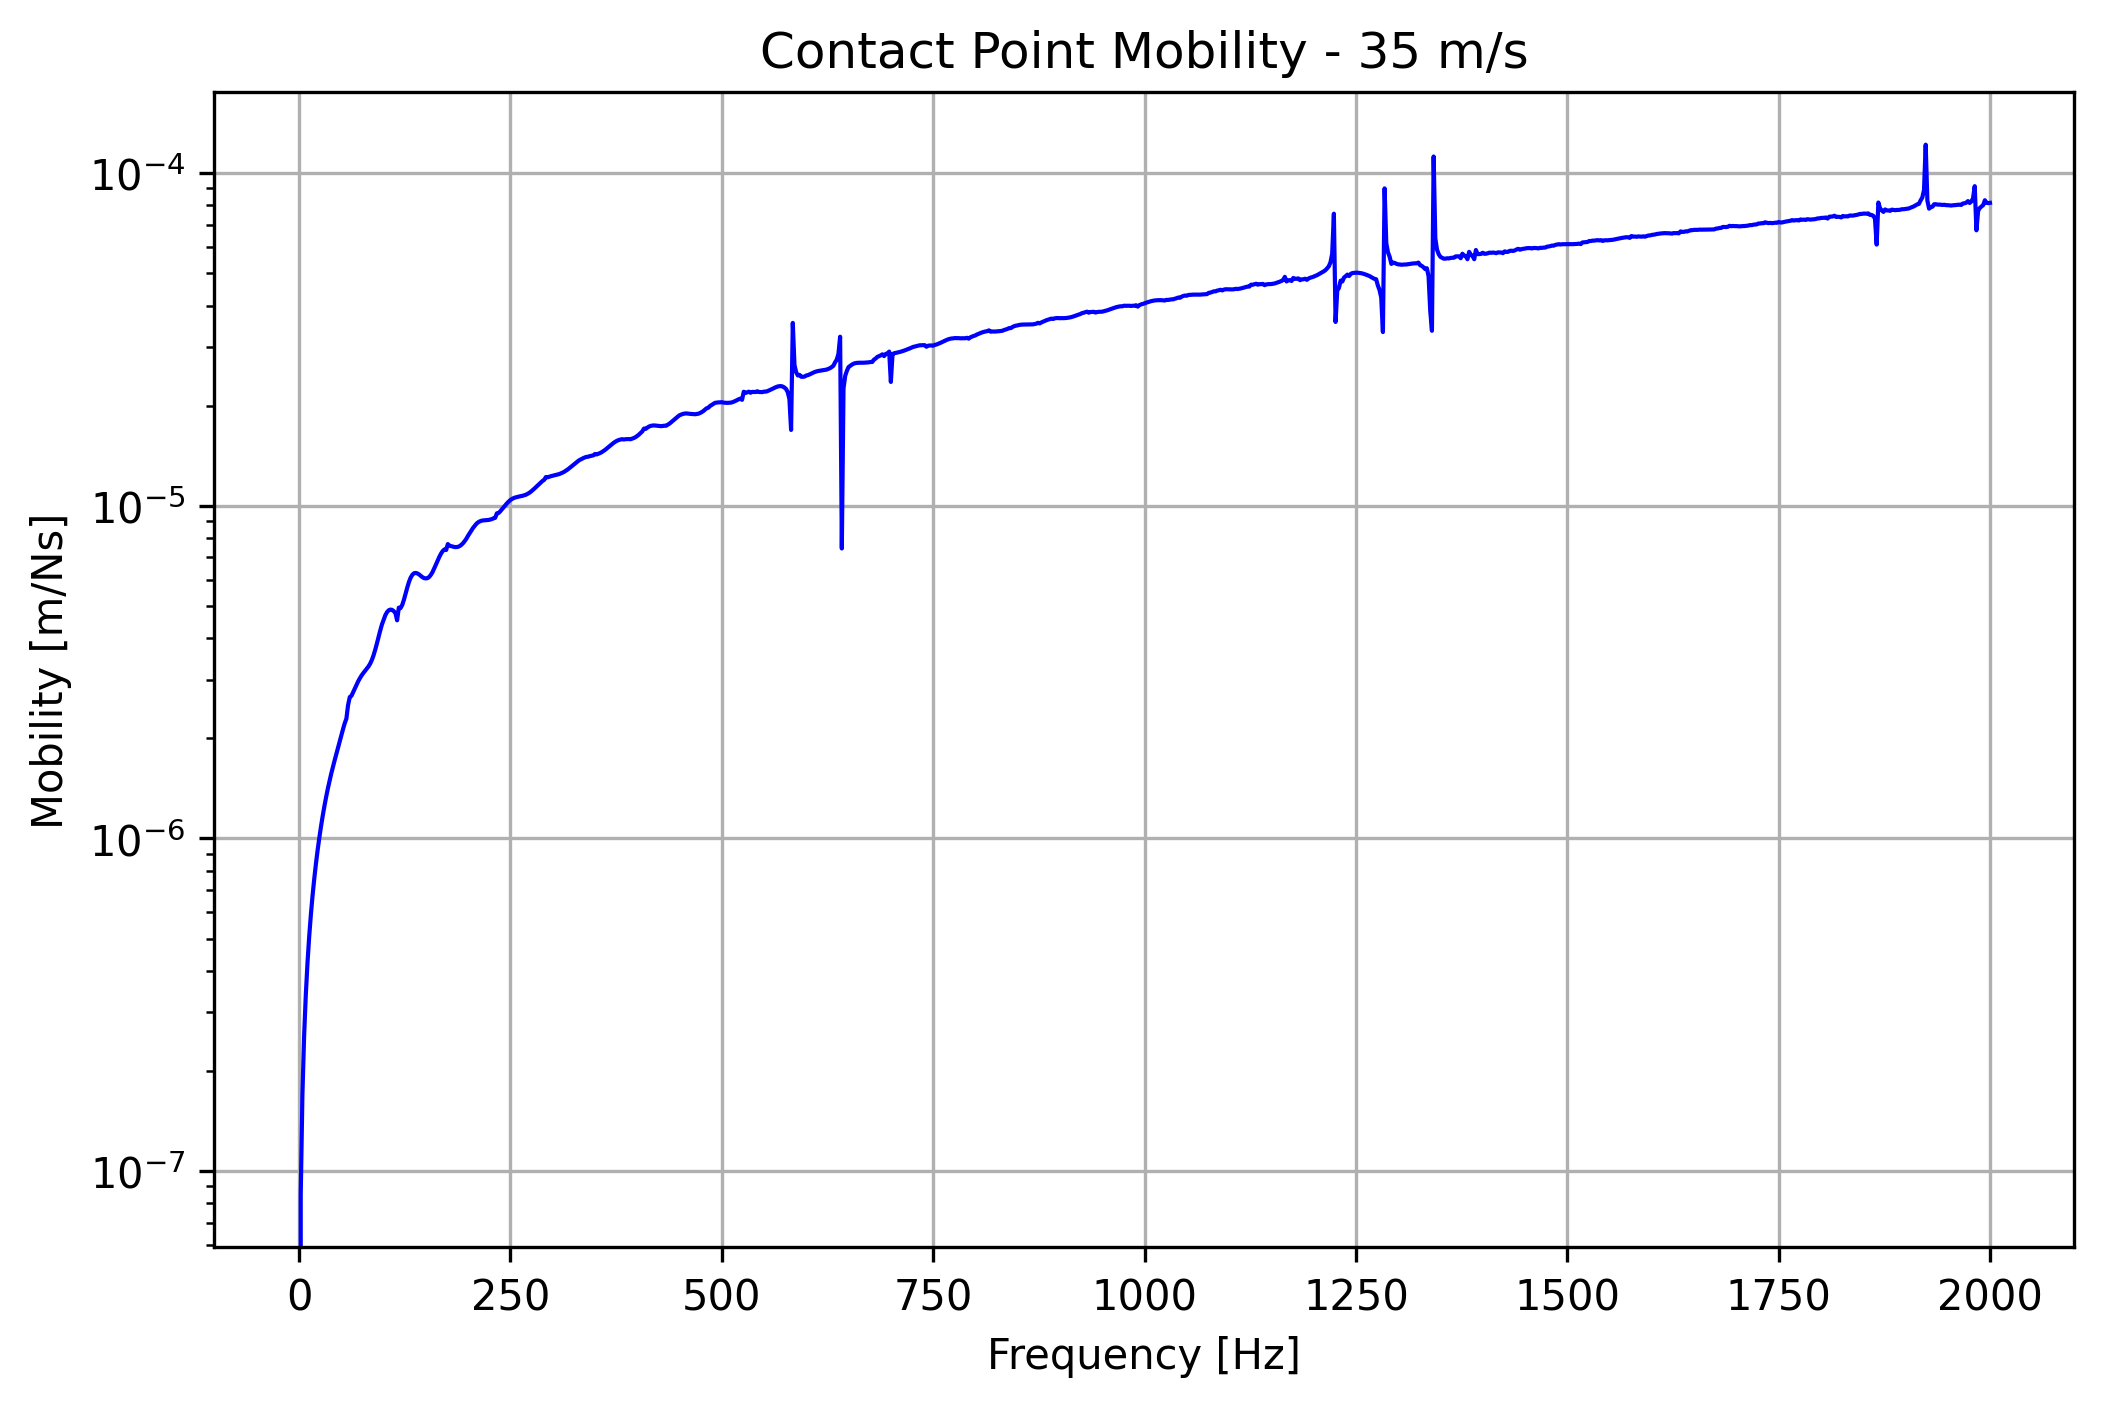 Contact Point Mobility - 35 m/s
10⁻⁴
10⁻⁵
10⁻⁶
10⁻⁷
Mobility [m/Ns]
0 250 500 750 1000 1250 1500 1750 2000
Frequency [Hz]